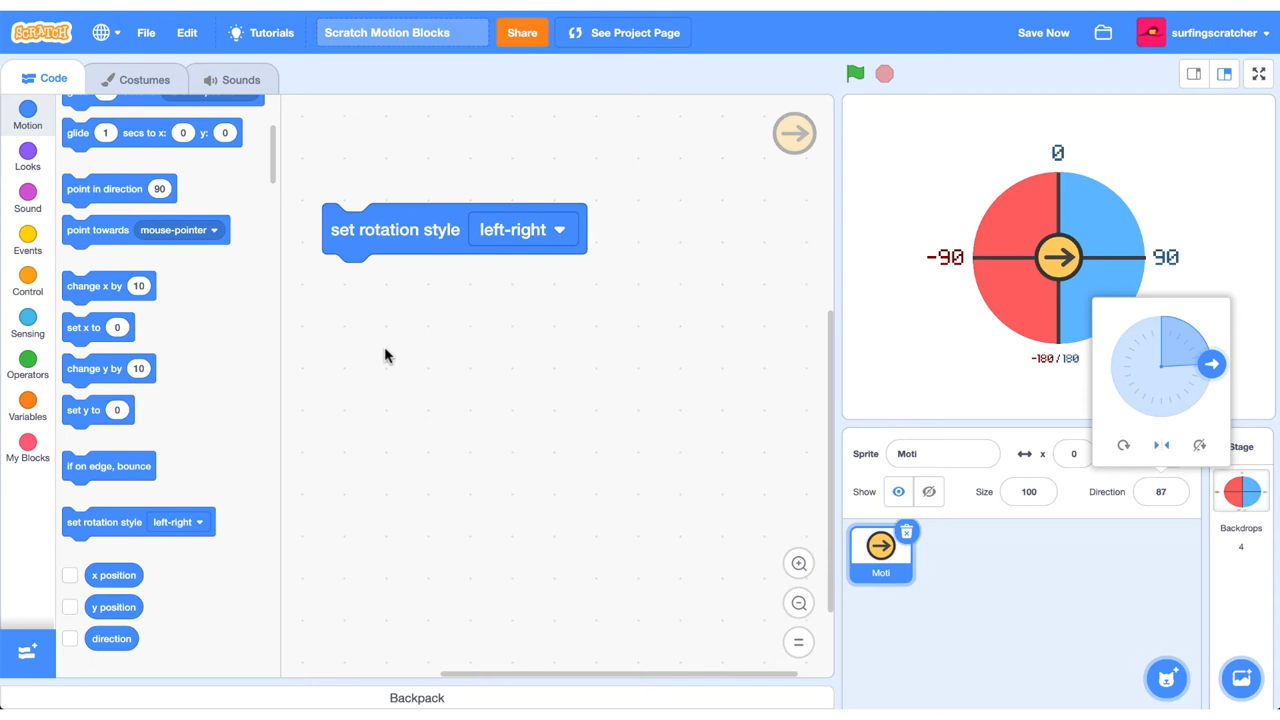 SCRATCH File Edit Tutorials Scratch Motion Blocks Share See Project Page Save Now surfingscratcher
Code Costumes Sounds
Motion
Looks
Sound
Events
Control
Sensing
Operators
Variables
My Blocks
glide 1 secs to x: 0 y: 0
point in direction 90
point towards mouse-pointer
change x by 10
set x to 0
change y by 10
set y to 0
if on edge, bounce
set rotation style left-right
x position
y position
direction
set rotation style left-right
0
-90 90
-180/180
Sprite Moti x 0
Show Size 100 Direction 87
Moti
Stage
Backdrops
4
Backpack